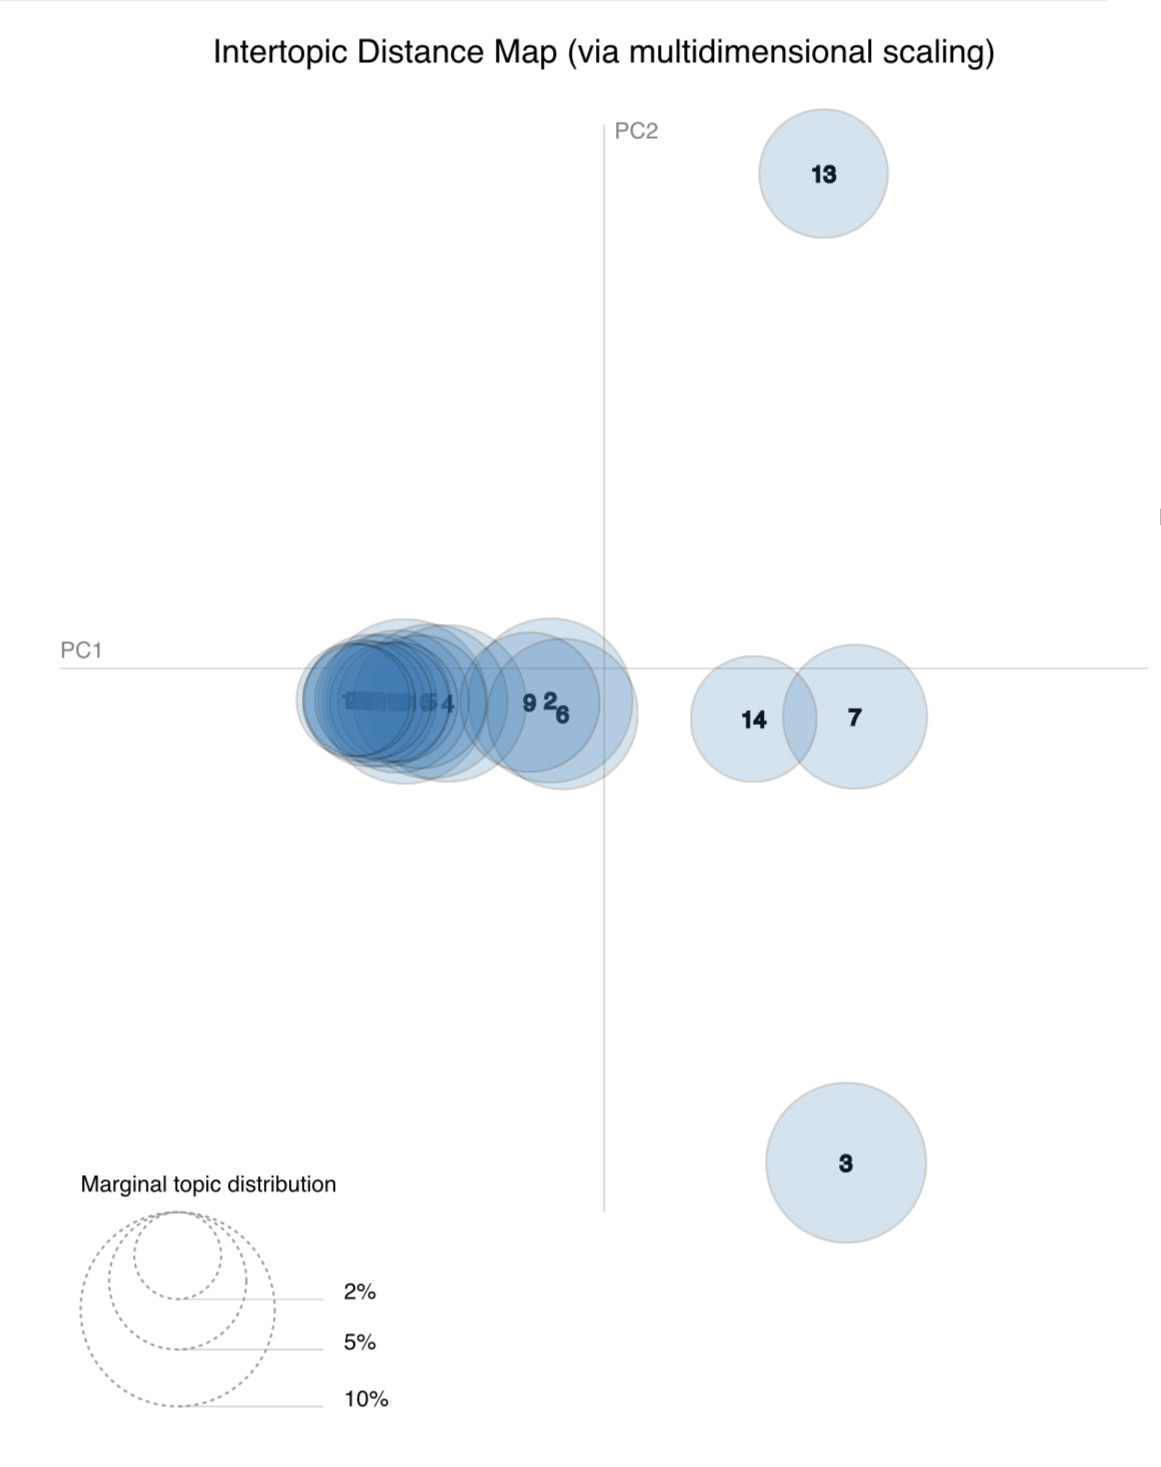 Intertopic Distance Map (via multidimensional scaling)
PC2
13
PC1
4
9
2
6
14
7
3
Marginal topic distribution
2%
5%
10%